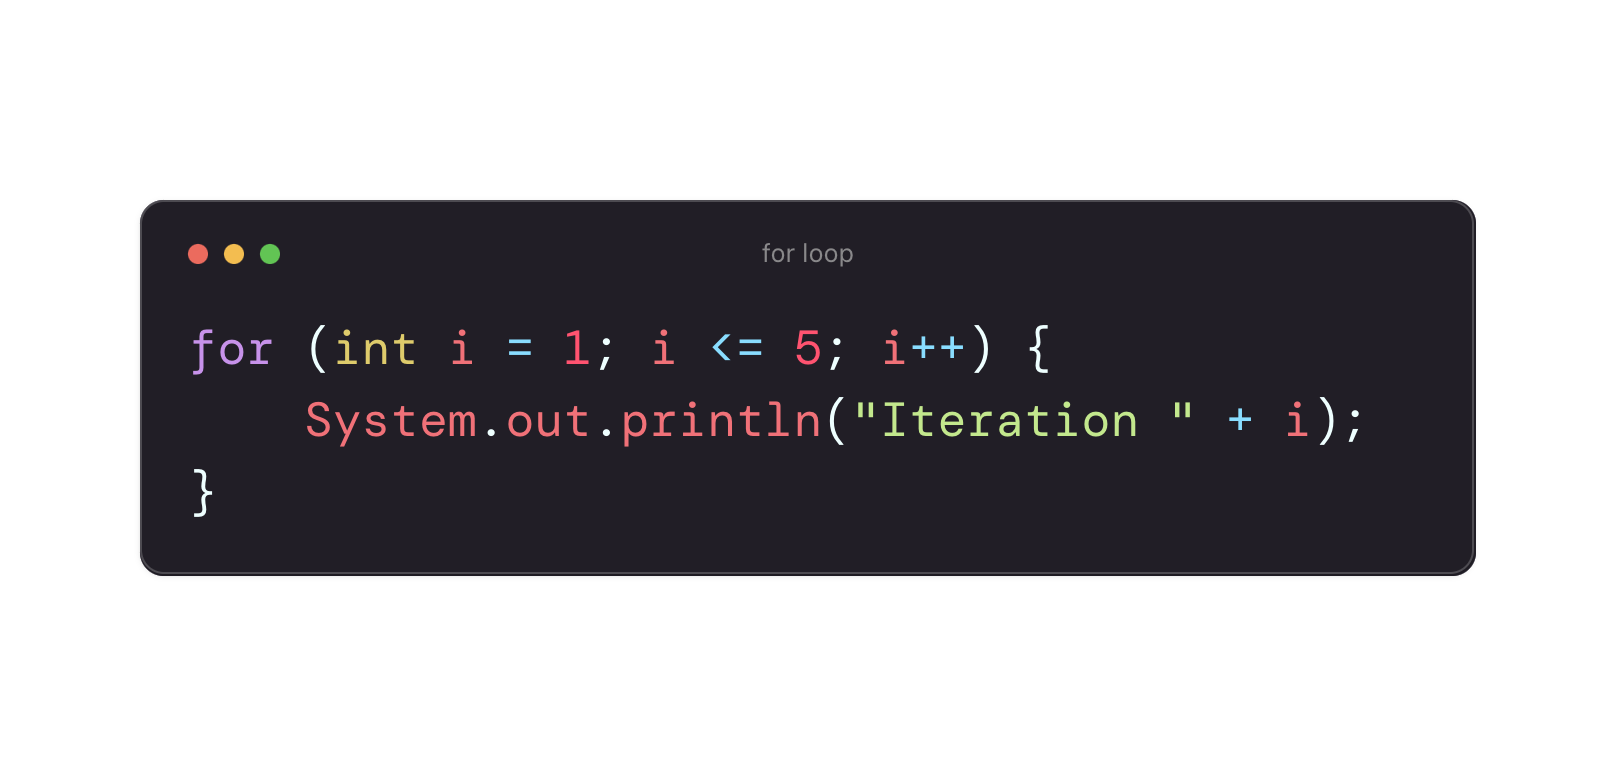 for loop
for (int i = 1; i <= 5; i++) {
    System.out.println("Iteration " + i);
}